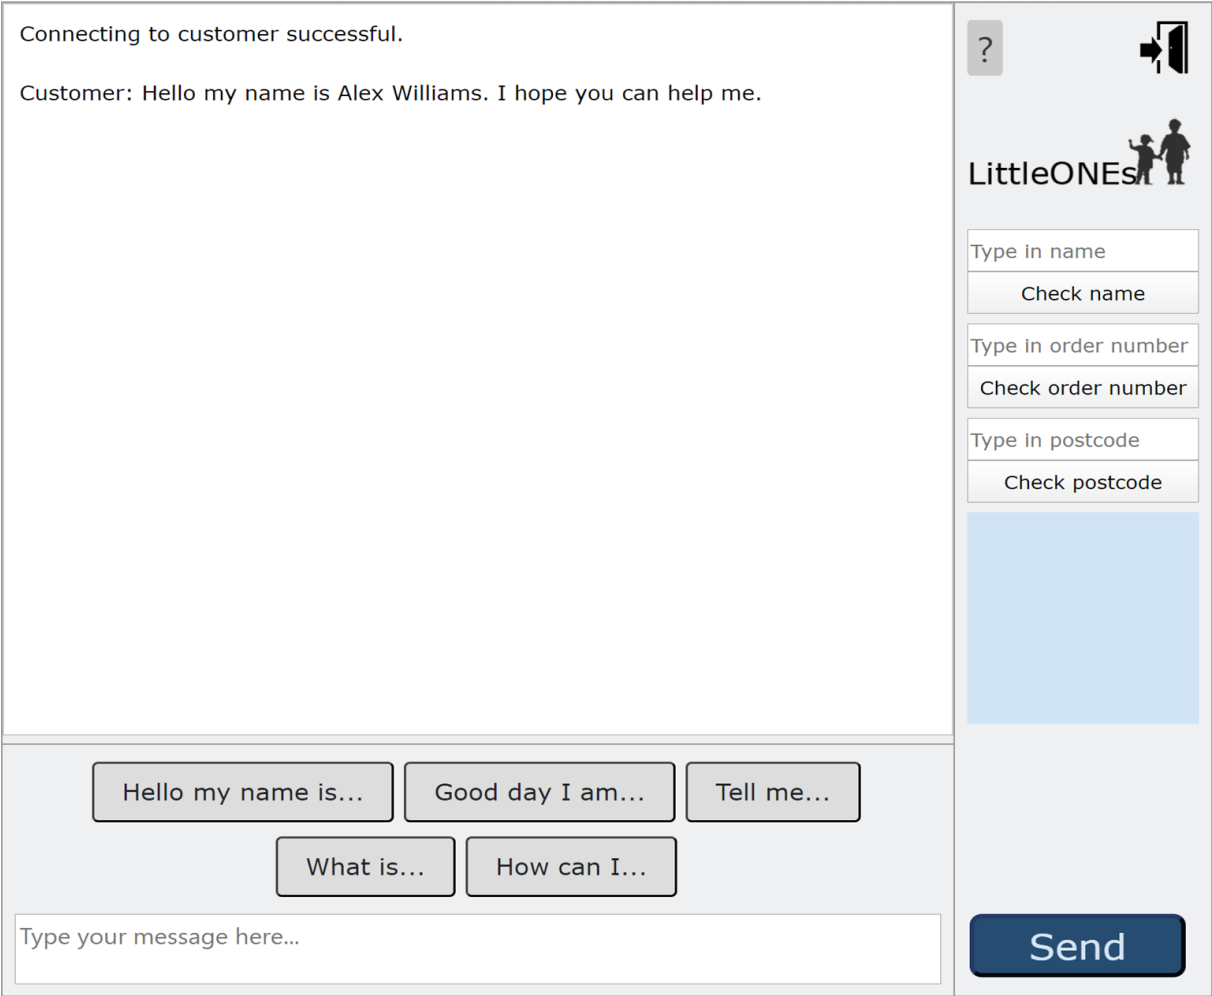 Connecting to customer successful.
Customer: Hello my name is Alex Williams. I hope you can help me.
?
LittleONEs
Type in name
Check name
Type in order number
Check order number
Type in postcode
Check postcode
Hello my name is...
Good day I am...
Tell me...
What is...
How can I...
Type your message here...
Send